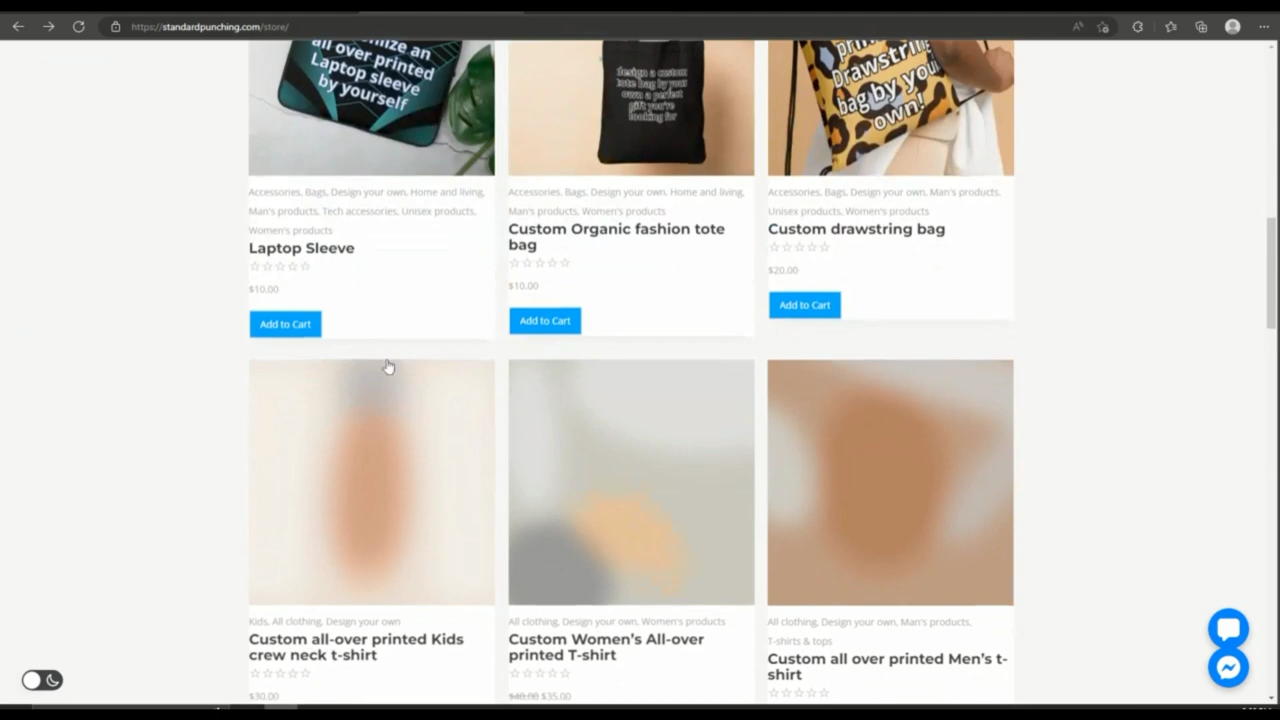 https://standardpunching.com/store/
all over printed
Laptop sleeve
by yourself
design a custom
tote bag by your
own a perfect
gift you're
looking for
Drawstring
bag by you
own!
Accessories, Bags, Design your own, Home and living,
Man's products, Tech accessories, Unisex products,
Women's products
Laptop Sleeve
$10.00
Add to Cart
Accessories, Bags, Design your own, Home and living,
Man's products, Women's products
Custom Organic fashion tote
bag
$10.00
Add to Cart
Accessories, Bags, Design your own, Man's products,
Unisex products, Women's products
Custom drawstring bag
$20.00
Add to Cart
Kids, All clothing, Design your own
Custom all-over printed Kids
crew neck t-shirt
$30.00
All clothing, Design your own, Women's products
Custom Women's All-over
printed T-shirt
$40.00 $35.00
All clothing, Design your own, Man's products,
T-shirts & tops
Custom all over printed Men's t-
shirt